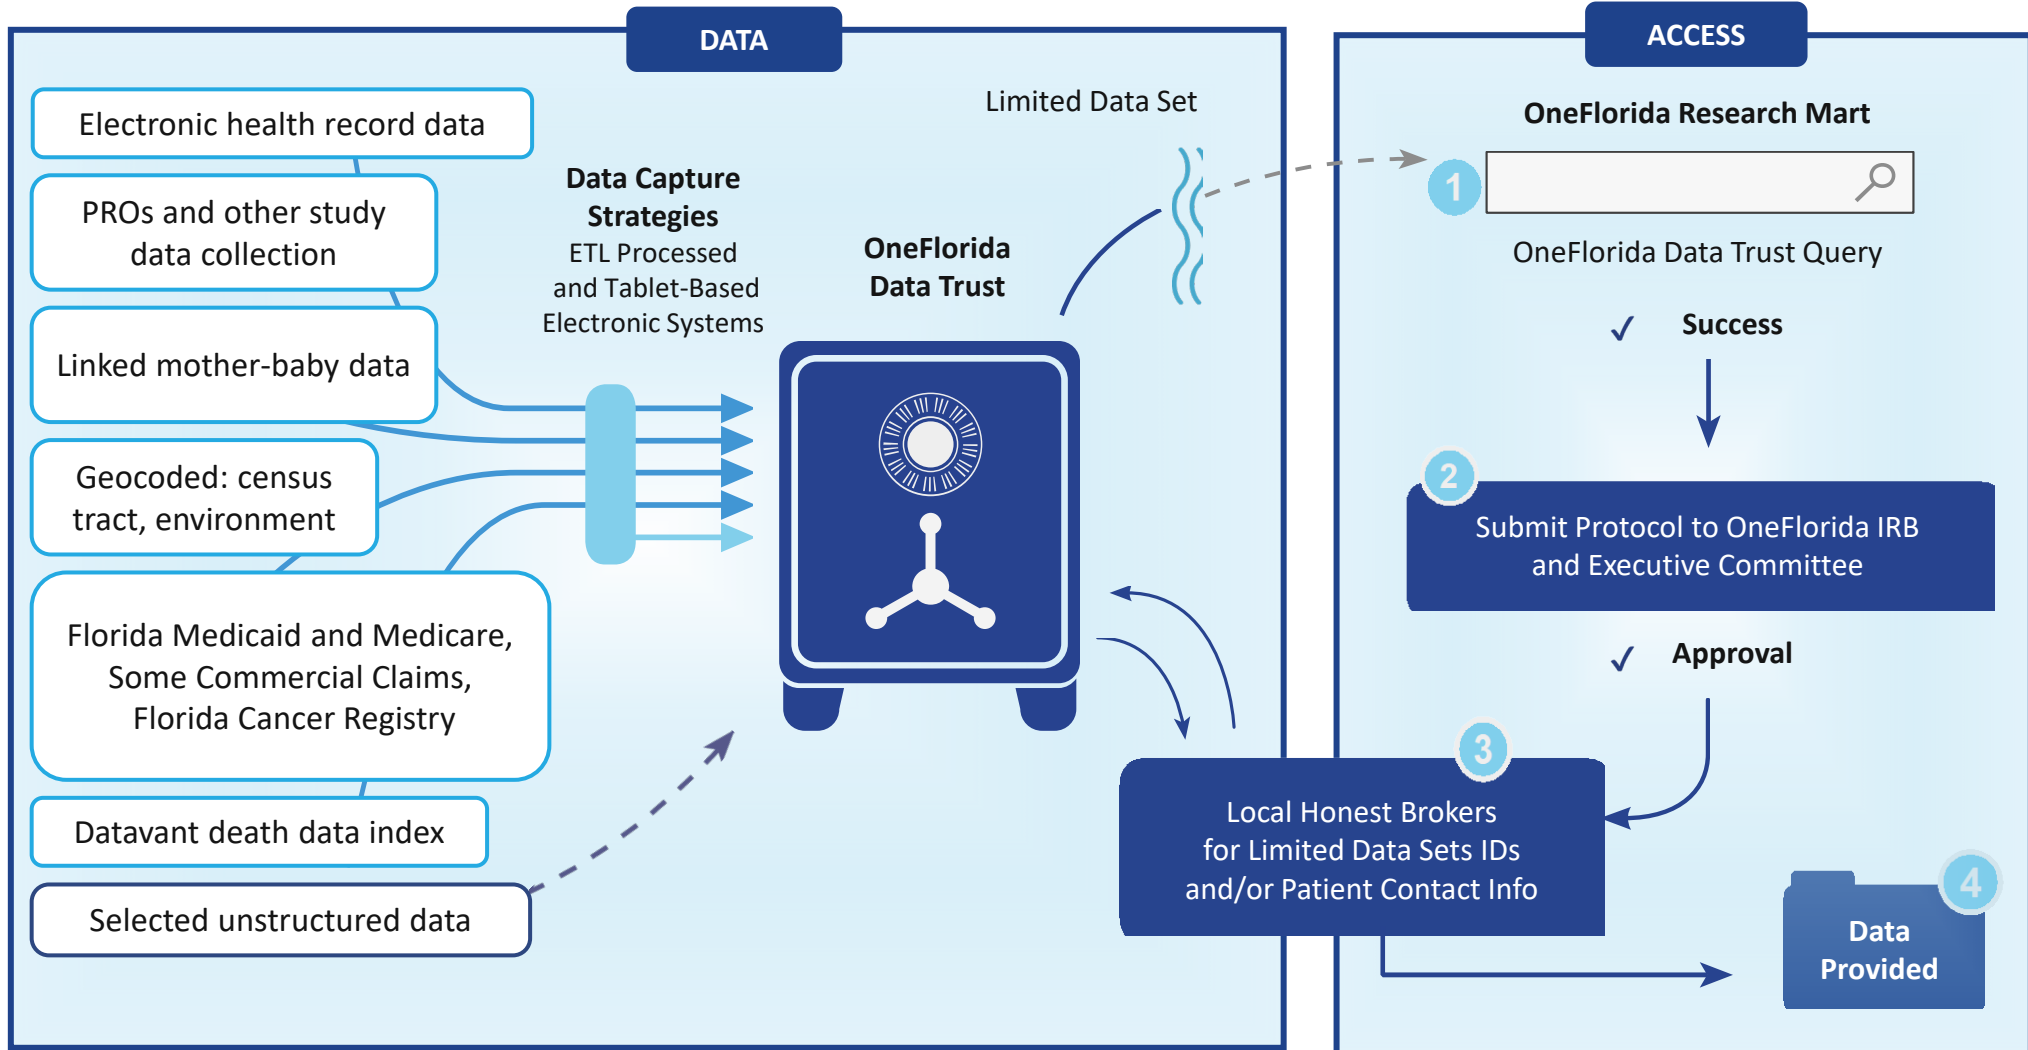 DATA
Electronic health record data
PROs and other study
data collection
Linked mother-baby data
Geocoded: census
tract, environment
Florida Medicaid and Medicare,
Some Commercial Claims,
Florida Cancer Registry
Datavant death data index
Selected unstructured data
Data Capture
Strategies
ETL Processed
and Tablet-Based
Electronic Systems
OneFlorida
Data Trust
Limited Data Set
ACCESS
OneFlorida Research Mart
1
OneFlorida Data Trust Query
✓ Success
2
Submit Protocol to OneFlorida IRB
and Executive Committee
✓ Approval
3
Local Honest Brokers
for Limited Data Sets IDs
and/or Patient Contact Info
4
Data
Provided